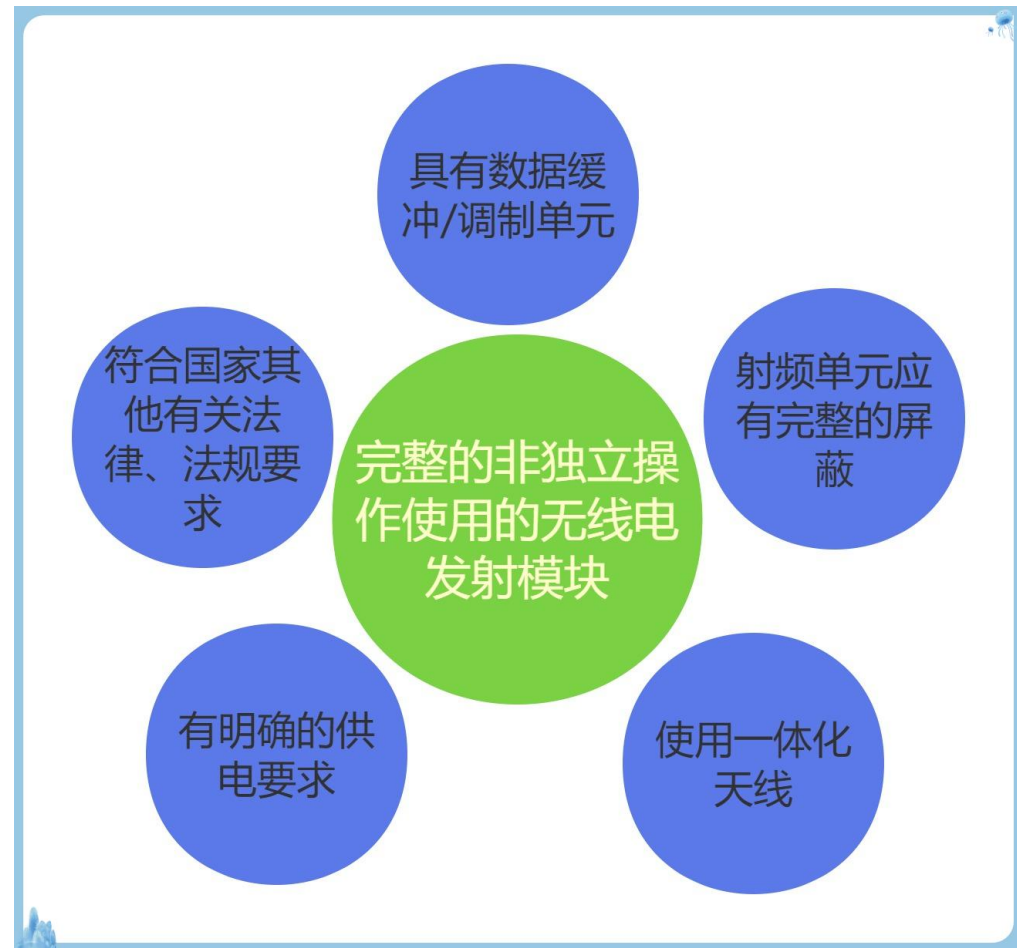 具有数据缓
冲/调制单元
符合国家其
他有关法
律、法规要
求
射频单元应
有完整的屏
蔽
完整的非独立操
作使用的无线电
发射模块
有明确的供
电要求
使用一体化
天线